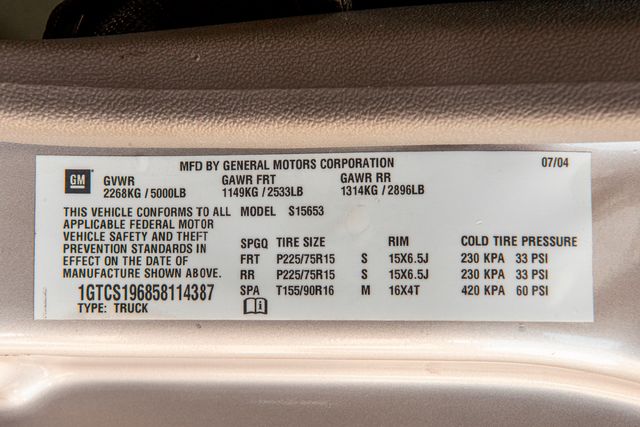 MFD BY GENERAL MOTORS CORPORATION 07/04
GM GVWR GAWR FRT GAWR RR
2268KG / 5000LB 1149KG / 2533LB 1314KG / 2896LB
THIS VEHICLE CONFORMS TO ALL MODEL S15653
APPLICABLE FEDERAL MOTOR
VEHICLE SAFETY AND THEFT
PREVENTION STANDARDS IN SPGQ TIRE SIZE RIM COLD TIRE PRESSURE
EFFECT ON THE DATE OF FRT P225/75R15 S 15X6.5J 230 KPA 33 PSI
MANUFACTURE SHOWN ABOVE. RR P225/75R15 S 15X6.5J 230 KPA 33 PSI
1GTCS196858114387 SPA T155/90R16 M 16X4T 420 KPA 60 PSI
TYPE: TRUCK